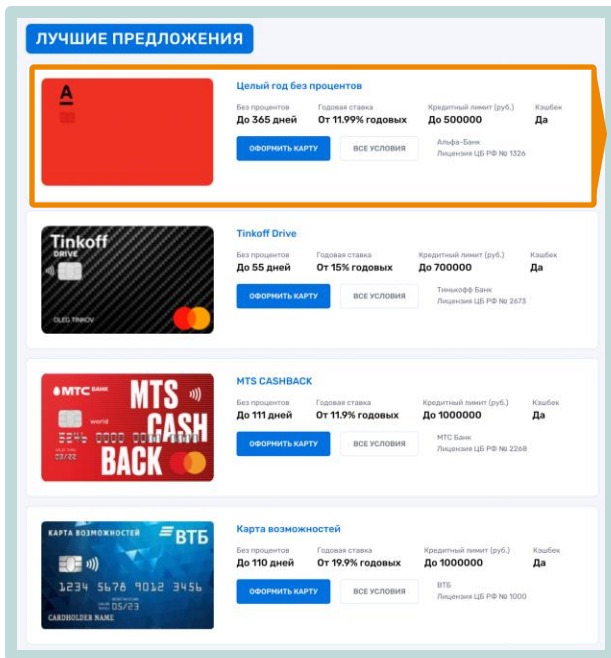 ЛУЧШИЕ ПРЕДЛОЖЕНИЯ
А
Целый год без процентов
Без процентов Годовая ставка Кредитный лимит (руб.) Кэшбек
До 365 дней От 11.99% годовых До 500000 Да
ОФОРМИТЬ КАРТУ ВСЕ УСЛОВИЯ
Альфа-Банк
Лицензия ЦБ РФ № 1326
Tinkoff
DRIVE
OLEG TINKOV
Tinkoff Drive
Без процентов Годовая ставка Кредитный лимит (руб.) Кэшбек
До 55 дней От 15% годовых До 700000 Да
ОФОРМИТЬ КАРТУ ВСЕ УСЛОВИЯ
Тинькофф Банк
Лицензия ЦБ РФ № 2673
МТС БАНК
MTS
world
CASH
5246 0000 0000
03/22
BACK
MTS CASHBACK
Без процентов Годовая ставка Кредитный лимит (руб.) Кэшбек
До 111 дней От 11.9% годовых До 1000000 Да
ОФОРМИТЬ КАРТУ ВСЕ УСЛОВИЯ
МТС Банк
Лицензия ЦБ РФ № 2268
КАРТА ВОЗМОЖНОСТЕЙ ВТБ
1234 5678 9012 3456
05/23
CARDHOLDER NAME
Карта возможностей
Без процентов Годовая ставка Кредитный лимит (руб.) Кэшбек
До 110 дней От 19.9% годовых До 1000000 Да
ОФОРМИТЬ КАРТУ ВСЕ УСЛОВИЯ
ВТБ
Лицензия ЦБ РФ № 1000